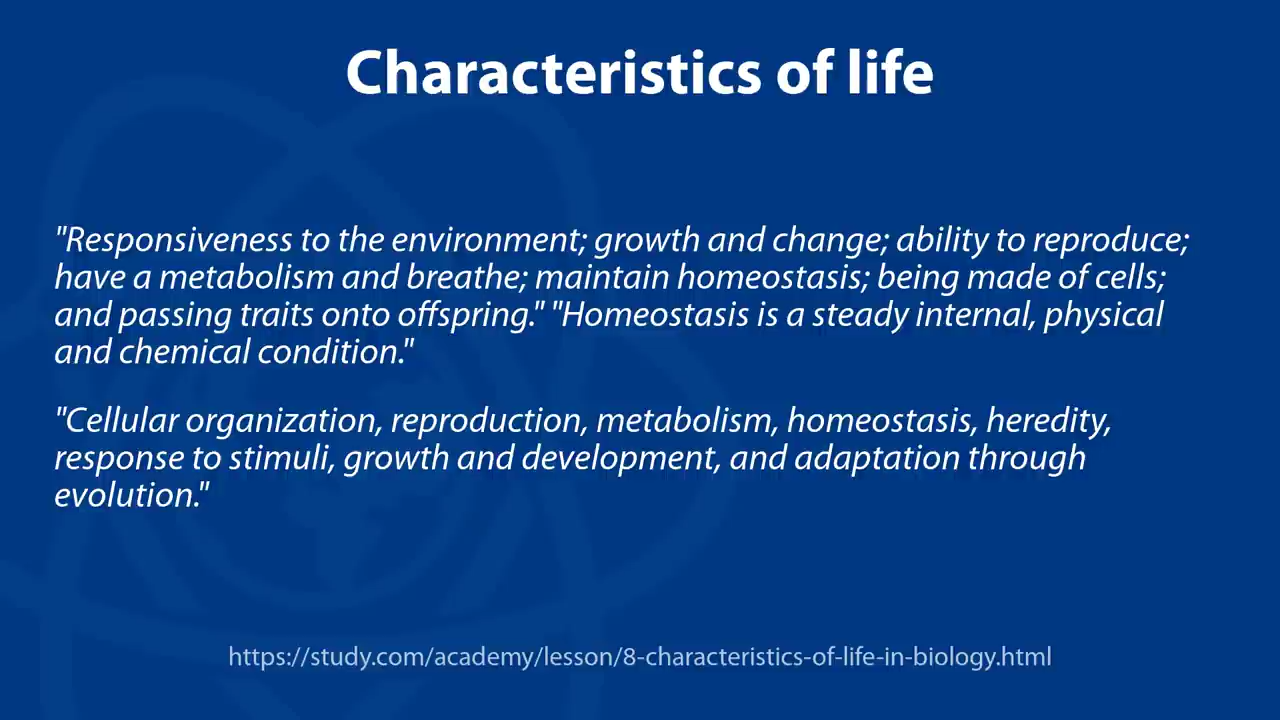 Characteristics of life
"Responsiveness to the environment; growth and change; ability to reproduce;
have a metabolism and breathe; maintain homeostasis; being made of cells;
and passing traits onto offspring." "Homeostasis is a steady internal, physical
and chemical condition."
"Cellular organization, reproduction, metabolism, homeostasis, heredity,
response to stimuli, growth and development, and adaptation through
evolution."
https://study.com/academy/lesson/8-characteristics-of-life-in-biology.html